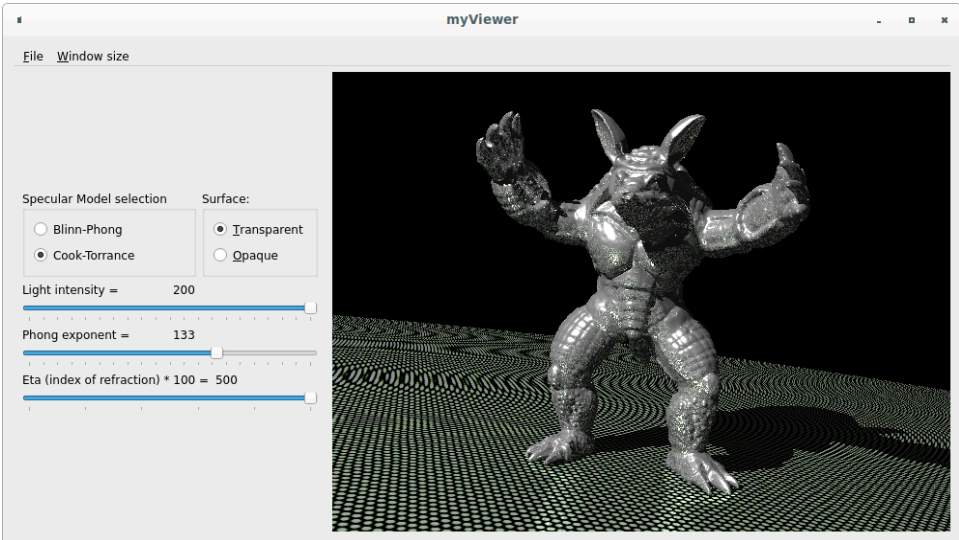 myViewer
File Window size
Specular Model selection Surface:
Blinn-Phong Transparent
Cook-Torrance Opaque
Light intensity = 200
Phong exponent = 133
Eta (index of refraction) * 100 = 500